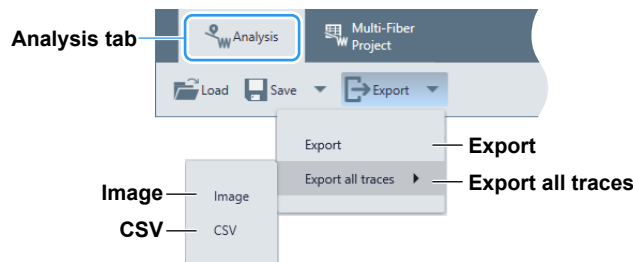 Analysis tab
Analysis
Multi-Fiber
Project
Load
Save
Export
Export
Export
Export all traces
Export all traces
Image
Image
CSV
CSV